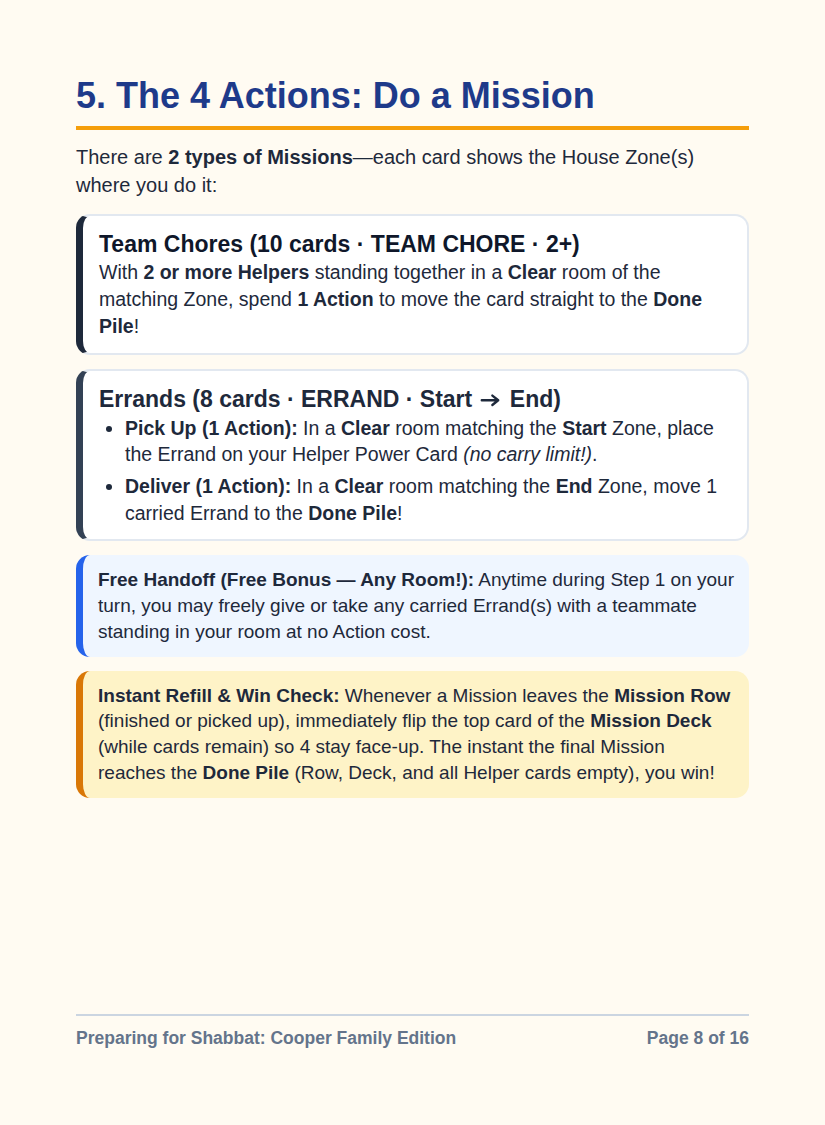 5. The 4 Actions: Do a Mission
There are 2 types of Missions—each card shows the House Zone(s)
where you do it:
Team Chores (10 cards · TEAM CHORE · 2+)
With 2 or more Helpers standing together in a Clear room of the
matching Zone, spend 1 Action to move the card straight to the Done
Pile!
Errands (8 cards · ERRAND · Start → End)
• Pick Up (1 Action): In a Clear room matching the Start Zone, place
the Errand on your Helper Power Card (no carry limit!).
• Deliver (1 Action): In a Clear room matching the End Zone, move 1
carried Errand to the Done Pile!
Free Handoff (Free Bonus — Any Room!): Anytime during Step 1 on your
turn, you may freely give or take any carried Errand(s) with a teammate
standing in your room at no Action cost.
Instant Refill & Win Check: Whenever a Mission leaves the Mission Row
(finished or picked up), immediately flip the top card of the Mission Deck
(while cards remain) so 4 stay face-up. The instant the final Mission
reaches the Done Pile (Row, Deck, and all Helper cards empty), you win!
Preparing for Shabbat: Cooper Family Edition
Page 8 of 16